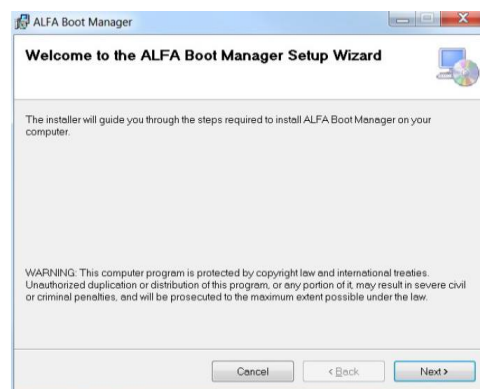 ALFA Boot Manager
Welcome to the ALFA Boot Manager Setup Wizard
The installer will guide you through the steps required to install ALFA Boot Manager on your
computer.
WARNING: This computer program is protected by copyright law and international treaties.
Unauthorized duplication or distribution of this program, or any portion of it, may result in severe civil
or criminal penalties, and will be prosecuted to the maximum extent possible under the law.
Cancel < Back Next >